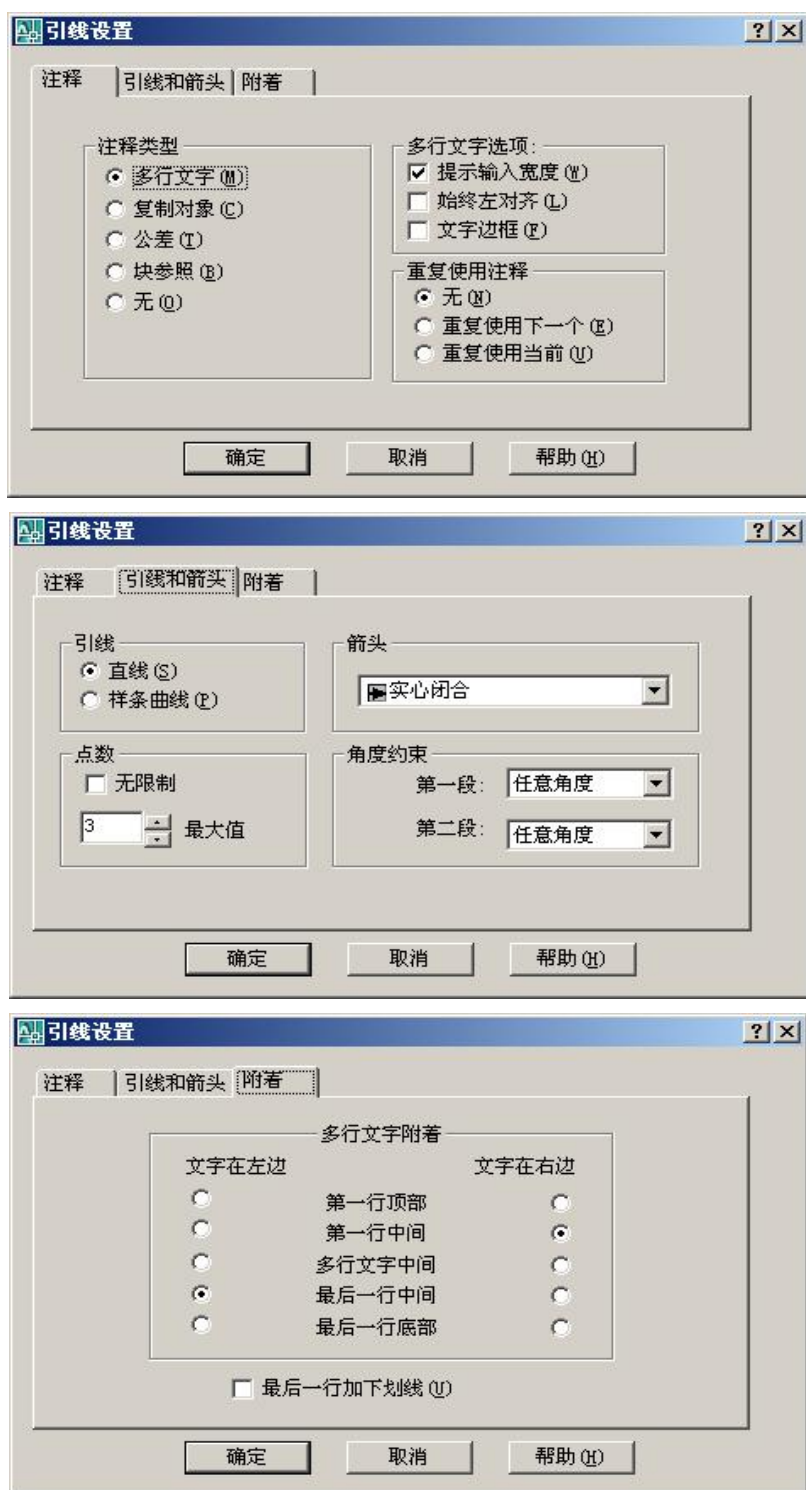 引线设置
注释 引线和箭头 附着
注释类型
多行文字(M)
复制对象(C)
公差(T)
块参照(B)
无(O)
多行文字选项:
提示输入宽度(W)
始终左对齐(L)
文字边框(F)
重复使用注释
无(N)
重复使用下一个(E)
重复使用当前(U)
确定 取消 帮助(H)
引线设置
注释 引线和箭头 附着
引线
直线(S)
样条曲线(P)
箭头
实心闭合
点数
无限制
3 最大值
角度约束
第一段: 任意角度
第二段: 任意角度
确定 取消 帮助(H)
引线设置
注释 引线和箭头 附着
多行文字附着
文字在左边 文字在右边
第一行顶部
第一行中间
多行文字中间
最后一行中间
最后一行底部
最后一行加下划线(U)
确定 取消 帮助(H)